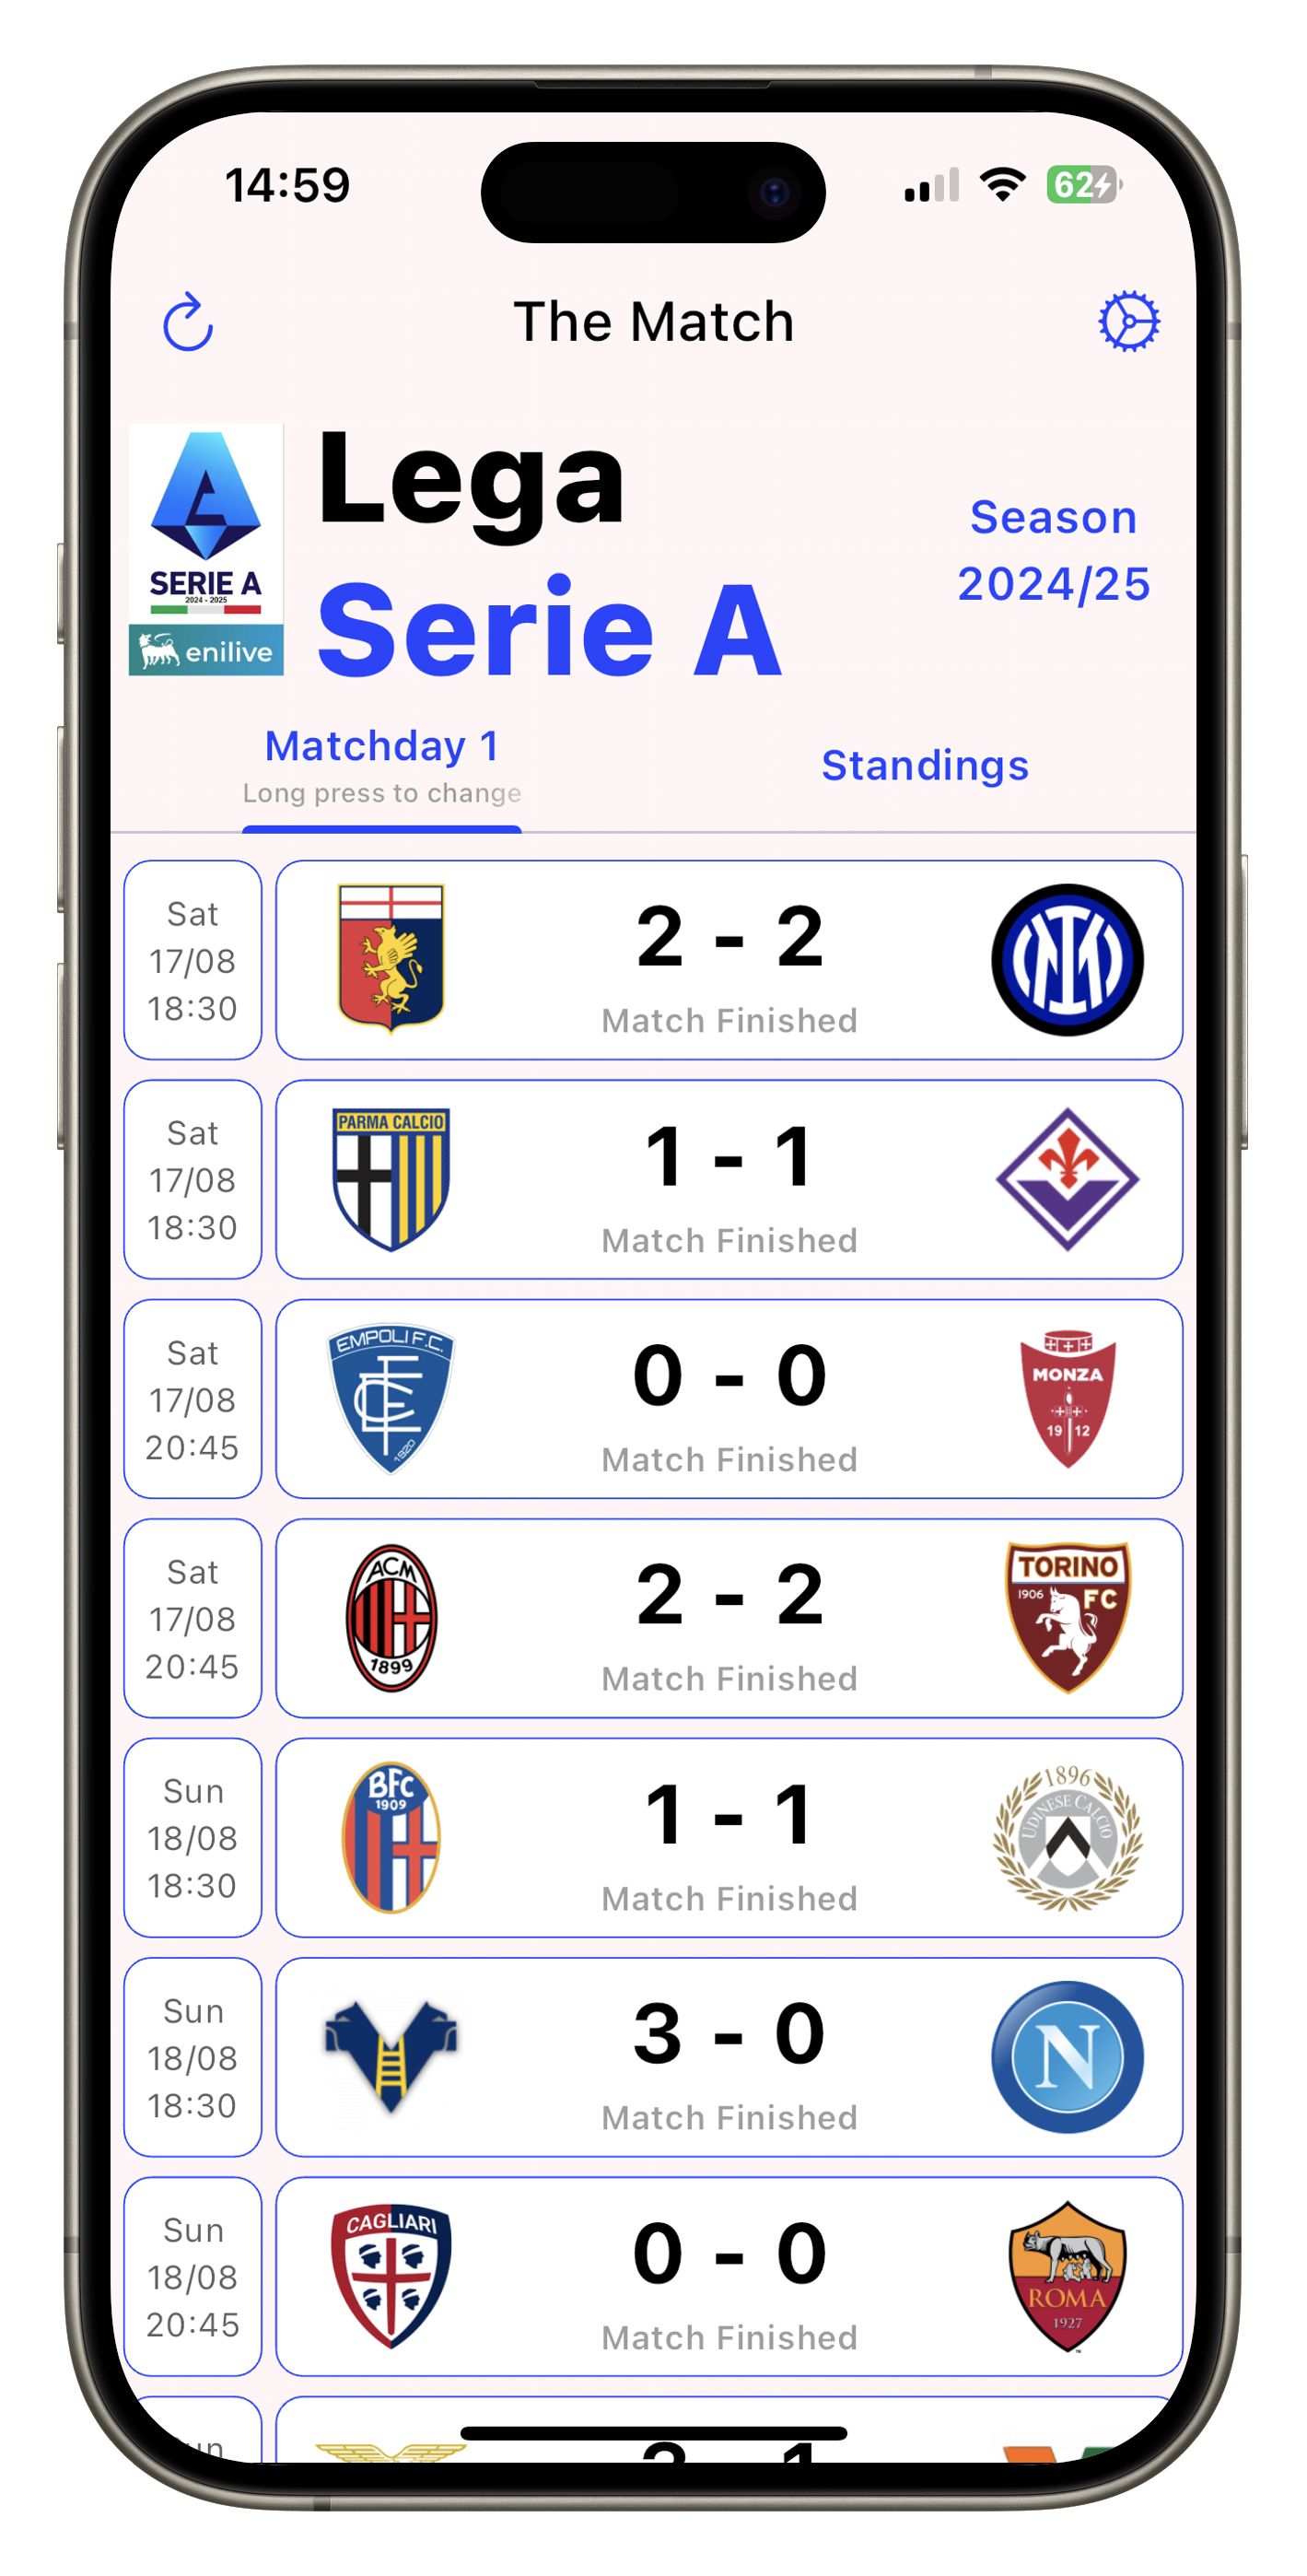 14:59
62
The Match
Lega
Serie A
Season
2024/25
SERIE A
2024 - 2025
enilive
Matchday 1
Long press to change
Standings
Sat
17/08
18:30
2 - 2
Match Finished
Sat
17/08
18:30
PARMA CALCIO
1 - 1
Match Finished
Sat
17/08
20:45
EMPOLI F.C.
1920
0 - 0
Match Finished
MONZA
19 12
Sat
17/08
20:45
ACM
1899
2 - 2
Match Finished
TORINO
1906 FC
Sun
18/08
18:30
BFC
1909
1 - 1
Match Finished
1896
UDINESE CALCIO
Sun
18/08
18:30
3 - 0
Match Finished
N
Sun
18/08
20:45
CAGLIARI
0 - 0
Match Finished
ROMA
1927